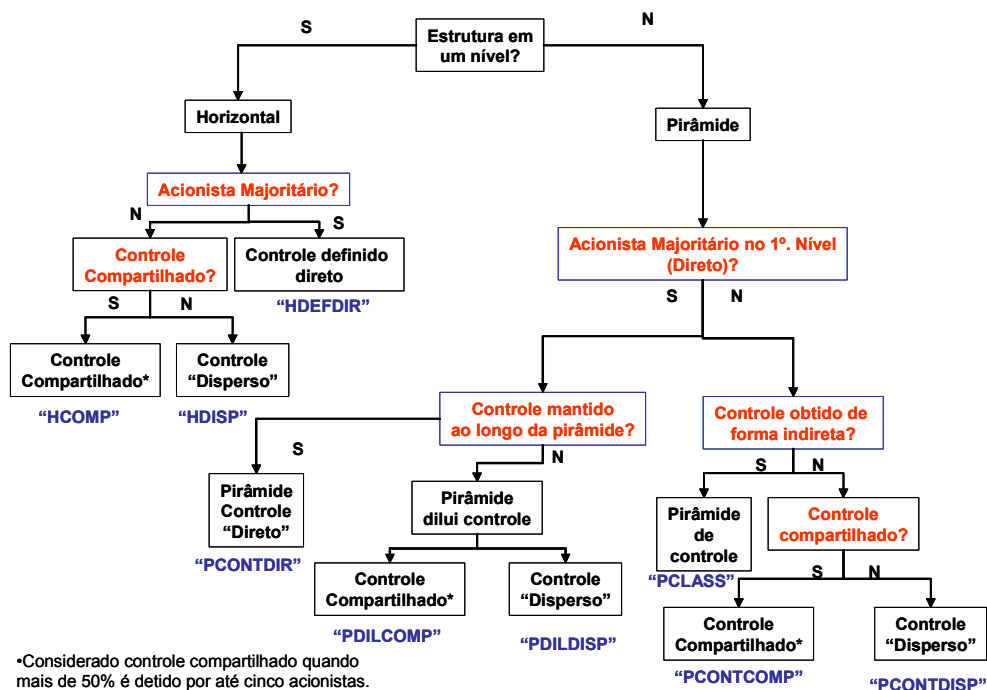 S
Estrutura em
um nível?
N
Horizontal
Pirâmide
Acionista Majoritário?
N
S
Controle
Compartilhado?
Controle definido
direto
“HDEFDIR”
Acionista Majoritário no 1º. Nível
(Direto)?
S
N
S
N
Controle
Compartilhado*
“HCOMP”
Controle
“Disperso”
“HDISP”
Controle mantido
ao longo da pirâmide?
Controle obtido de
forma indireta?
S
N
S
N
Pirâmide
Controle
“Direto”
“PCONTDIR”
Pirâmide
dilui controle
Pirâmide
de
controle
“PCLASS”
Controle
compartilhado?
S
N
Controle
Compartilhado*
“PDILCOMP”
Controle
“Disperso”
“PDILDISP”
Controle
Compartilhado*
“PCONTCOMP”
Controle
“Disperso”
“PCONTDISP”
•Considerado controle compartilhado quando
mais de 50% é detido por até cinco acionistas.